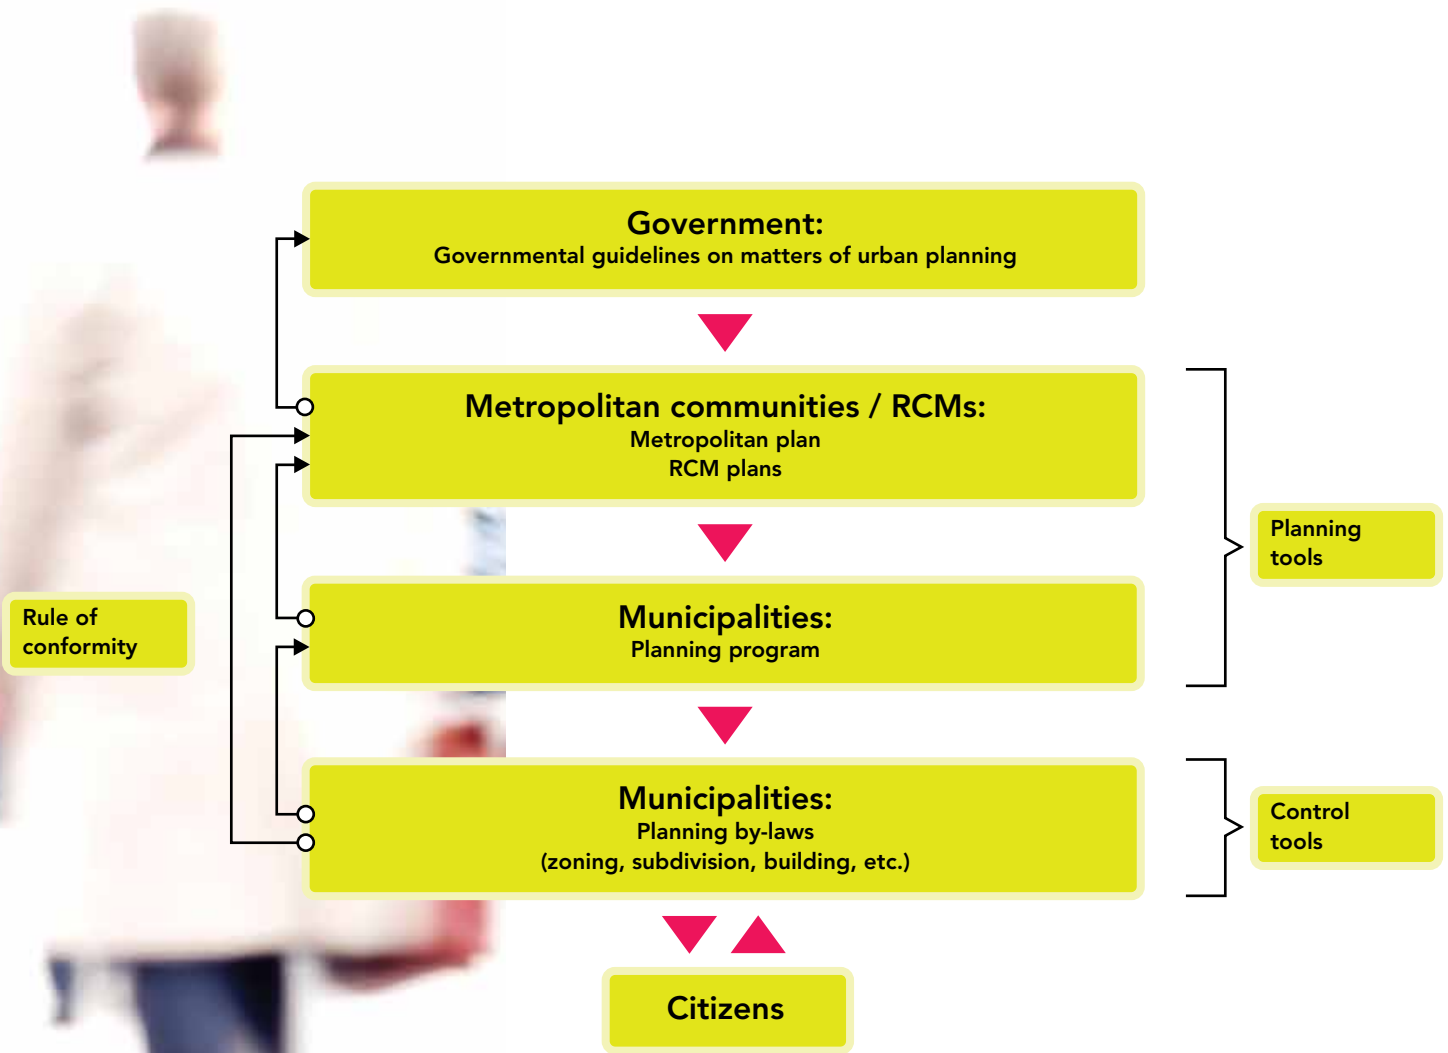 Government:
Governmental guidelines on matters of urban planning
Metropolitan communities / RCMs:
Metropolitan plan
RCM plans
Planning
tools
Rule of
conformity
Municipalities:
Planning program
Municipalities:
Planning by-laws
(zoning, subdivision, building, etc.)
Control
tools
Citizens